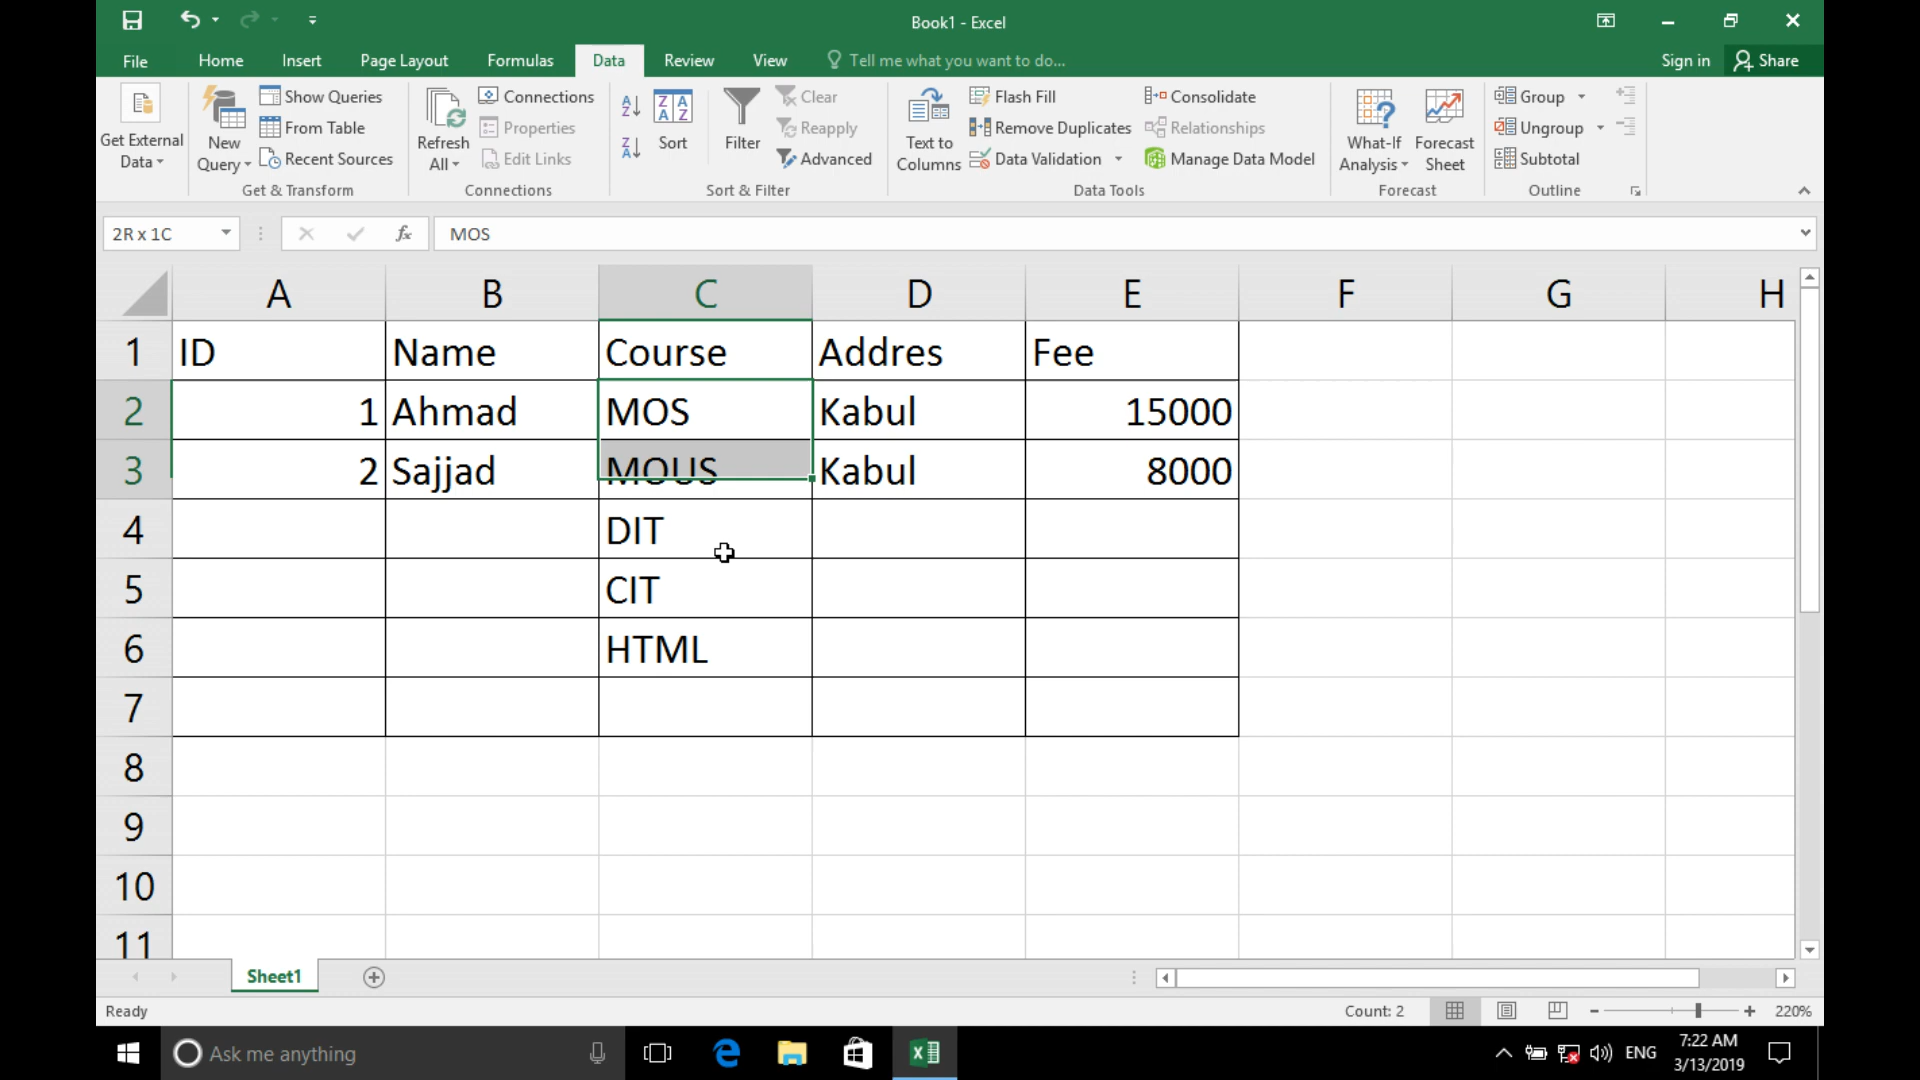 Book1 - Excel
File Home Insert Page Layout Formulas Data Review View Tell me what you want to do... Sign in Share
Get External Data
New Query
Show Queries
From Table
Recent Sources
Get & Transform
Refresh All
Connections
Properties
Edit Links
Connections
Sort
Filter
Clear
Reapply
Advanced
Sort & Filter
Text to Columns
Flash Fill
Remove Duplicates
Data Validation
Consolidate
Relationships
Manage Data Model
Data Tools
What-If Analysis
Forecast Sheet
Forecast
Group
Ungroup
Subtotal
Outline
2R x 1C fx MOS
A B C D E F G H
1 ID Name Course Addres Fee
2 1 Ahmad MOS Kabul 15000
3 2 Sajjad MOUS Kabul 8000
4 DIT
5 CIT
6 HTML
7
8
9
10
11
Sheet1
Ready Count: 2 220%
Ask me anything ENG 7:22 AM
3/13/2019